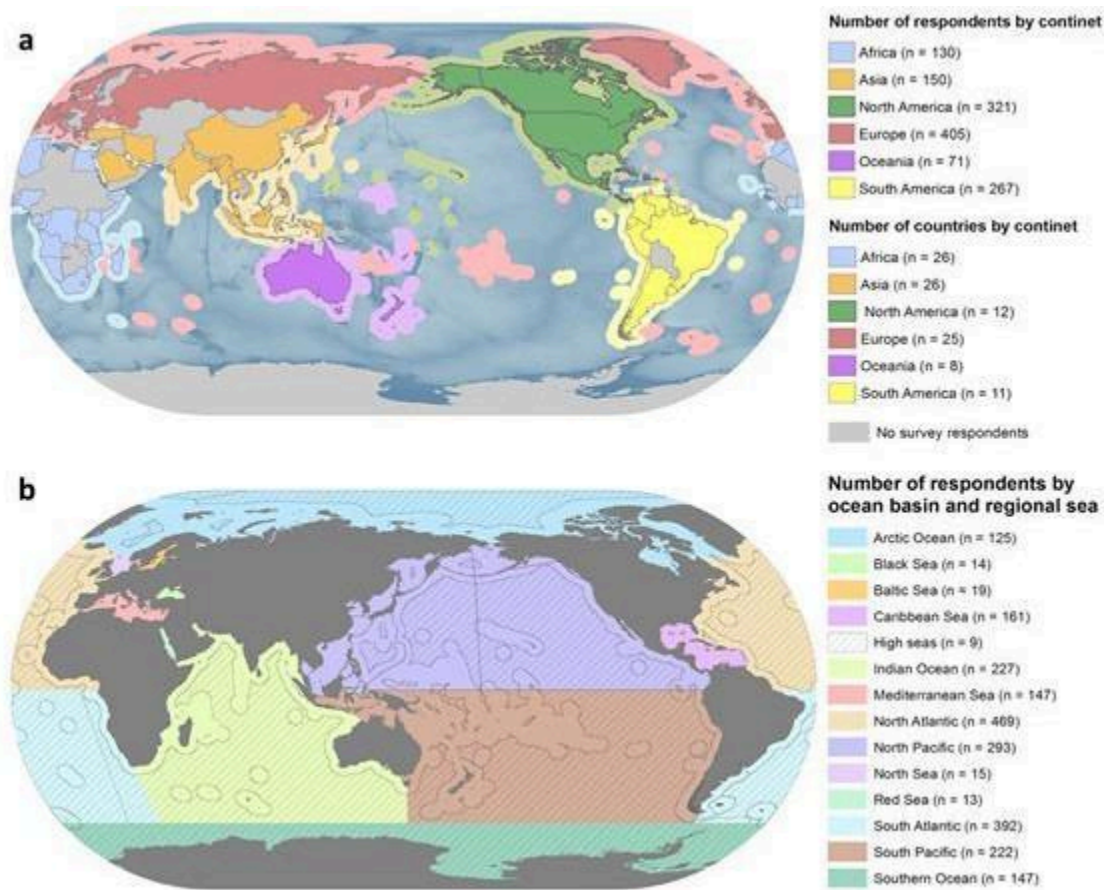 a
Number of respondents by continet
Africa (n = 130)
Asia (n = 150)
North America (n = 321)
Europe (n = 405)
Oceania (n = 71)
South America (n = 267)
Number of countries by continet
Africa (n = 26)
Asia (n = 26)
North America (n = 12)
Europe (n = 25)
Oceania (n = 8)
South America (n = 11)
No survey respondents
b
Number of respondents by
ocean basin and regional sea
Arctic Ocean (n = 125)
Black Sea (n = 14)
Baltic Sea (n = 19)
Caribbean Sea (n = 161)
High seas (n = 9)
Indian Ocean (n = 227)
Mediterranean Sea (n = 147)
North Atlantic (n = 469)
North Pacific (n = 293)
North Sea (n = 15)
Red Sea (n = 13)
South Atlantic (n = 392)
South Pacific (n = 222)
Southern Ocean (n = 147)